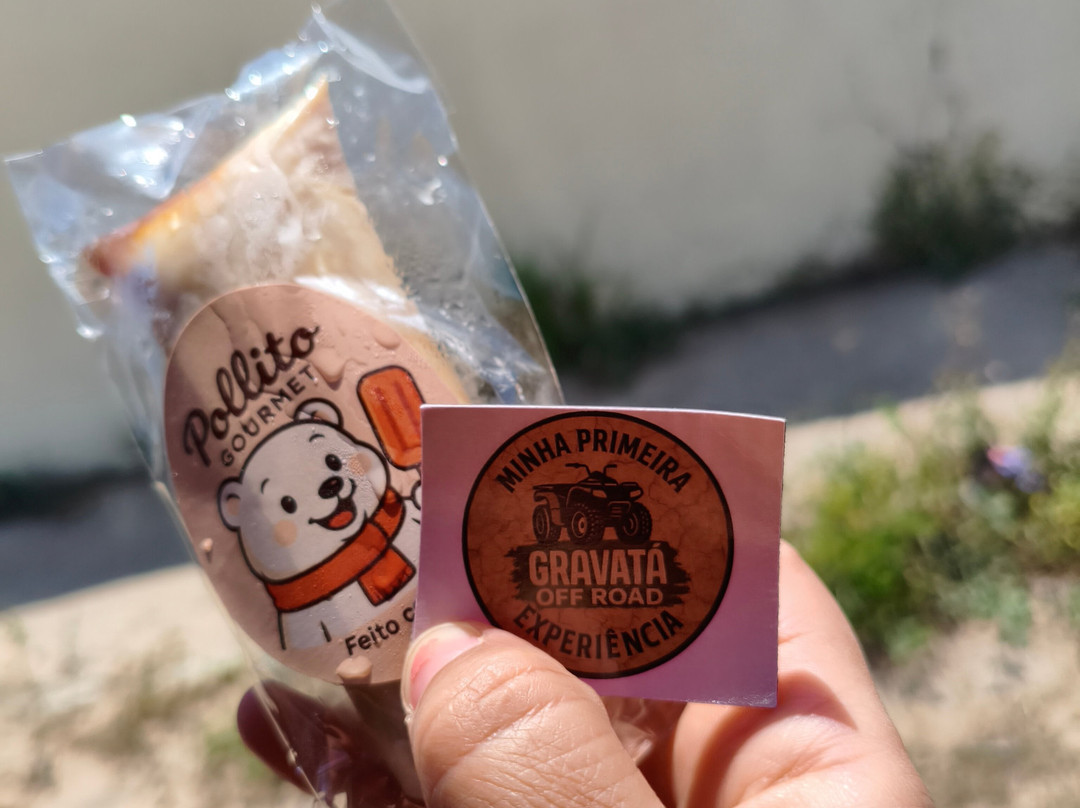 Pollito
GOURMET
Feito
MINHA PRIMEIRA
GRAVATÁ
OFF ROAD
EXPERIÊNCIA